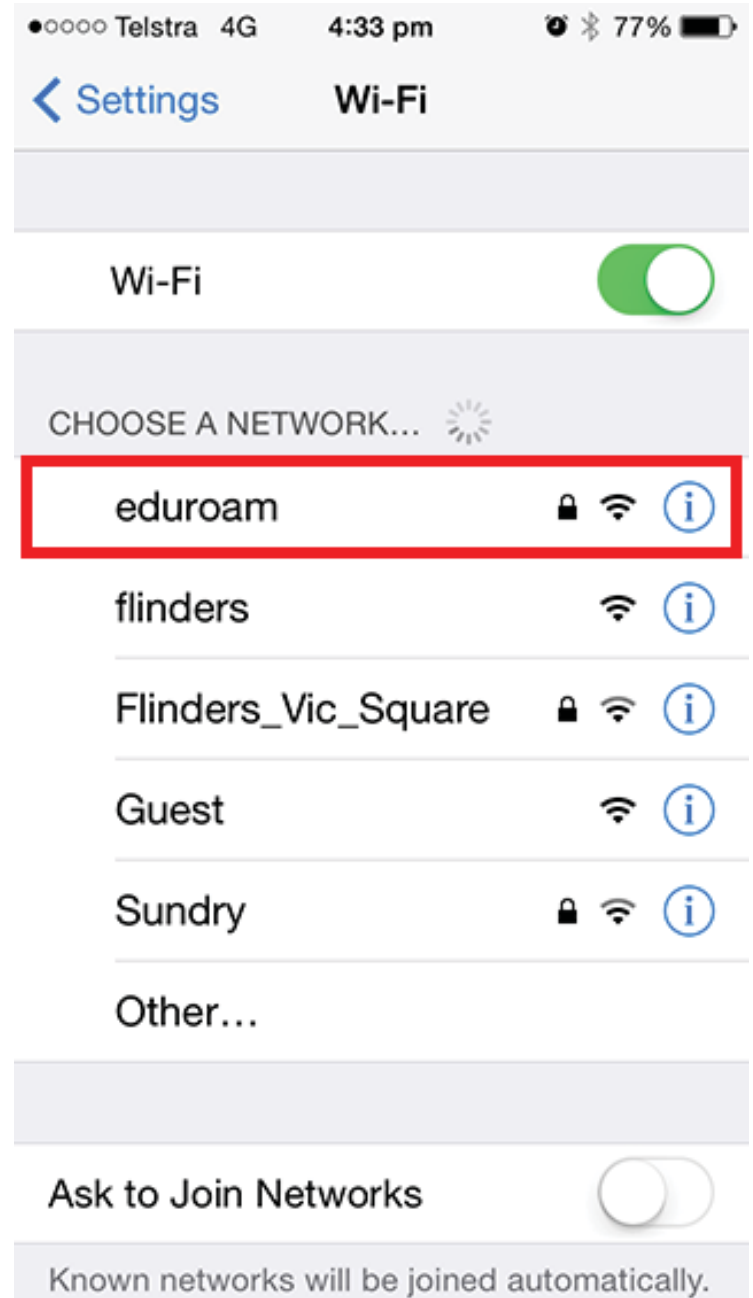 Telstra 4G 4:33 pm 77%
Settings Wi-Fi
Wi-Fi
CHOOSE A NETWORK...
eduroam
flinders
Flinders_Vic_Square
Guest
Sundry
Other...
Ask to Join Networks
Known networks will be joined automatically.